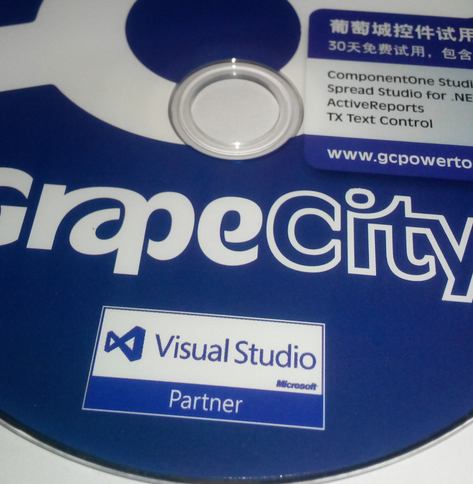 葡萄城控件试用
30天免费试用，包含
ComponentOne Studi
Spread Studio for .NE
ActiveReports
TX Text Control
www.gcpowerto
GrapeCity
Visual Studio
Microsoft
Partner